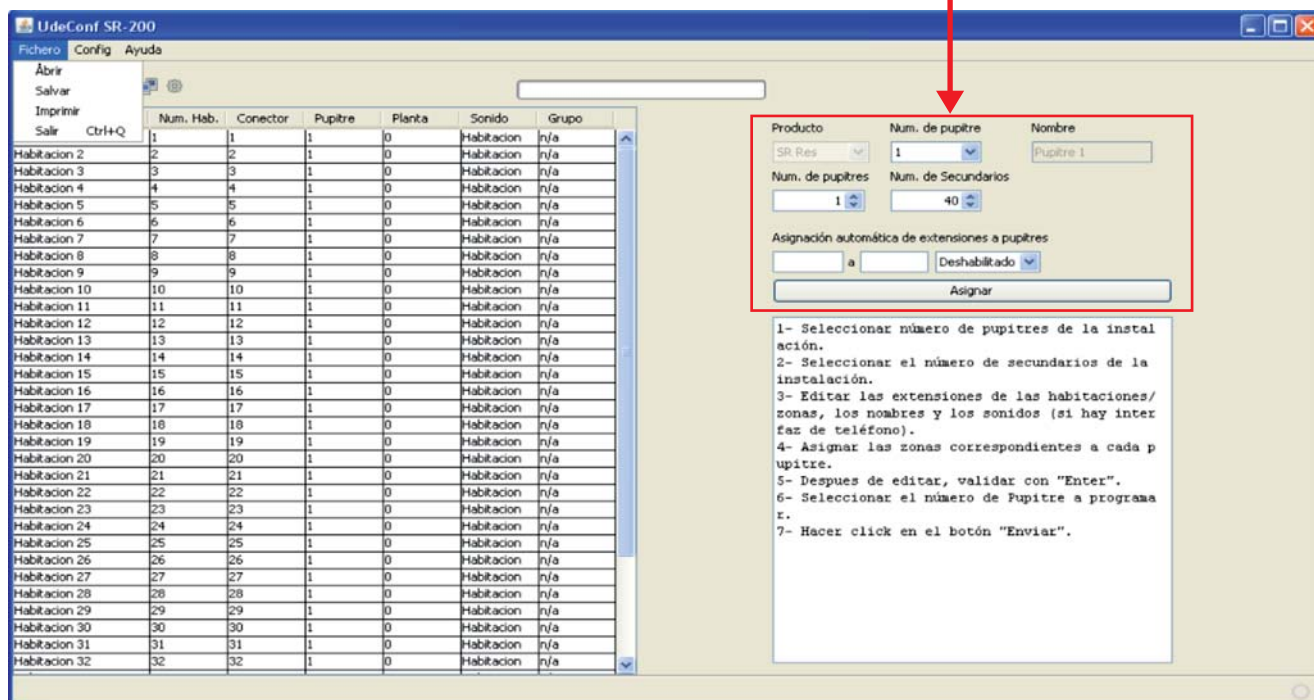 UdeConf SR-200
Fichero Config Ayuda
Abrir
Salvar
Imprimir
Salir Ctrl+Q
Num. Hab. Conector Pupitre Planta Sonido Grupo
1 1 1 0 Habitacion n/a
Habitacion 2 2 2 1 0 Habitacion n/a
Habitacion 3 3 3 1 0 Habitacion n/a
Habitacion 4 4 4 1 0 Habitacion n/a
Habitacion 5 5 5 1 0 Habitacion n/a
Habitacion 6 6 6 1 0 Habitacion n/a
Habitacion 7 7 7 1 0 Habitacion n/a
Habitacion 8 8 8 1 0 Habitacion n/a
Habitacion 9 9 9 1 0 Habitacion n/a
Habitacion 10 10 10 1 0 Habitacion n/a
Habitacion 11 11 11 1 0 Habitacion n/a
Habitacion 12 12 12 1 0 Habitacion n/a
Habitacion 13 13 13 1 0 Habitacion n/a
Habitacion 14 14 14 1 0 Habitacion n/a
Habitacion 15 15 15 1 0 Habitacion n/a
Habitacion 16 16 16 1 0 Habitacion n/a
Habitacion 17 17 17 1 0 Habitacion n/a
Habitacion 18 18 18 1 0 Habitacion n/a
Habitacion 19 19 19 1 0 Habitacion n/a
Habitacion 20 20 20 1 0 Habitacion n/a
Habitacion 21 21 21 1 0 Habitacion n/a
Habitacion 22 22 22 1 0 Habitacion n/a
Habitacion 23 23 23 1 0 Habitacion n/a
Habitacion 24 24 24 1 0 Habitacion n/a
Habitacion 25 25 25 1 0 Habitacion n/a
Habitacion 26 26 26 1 0 Habitacion n/a
Habitacion 27 27 27 1 0 Habitacion n/a
Habitacion 28 28 28 1 0 Habitacion n/a
Habitacion 29 29 29 1 0 Habitacion n/a
Habitacion 30 30 30 1 0 Habitacion n/a
Habitacion 31 31 31 1 0 Habitacion n/a
Habitacion 32 32 32 1 0 Habitacion n/a
Producto Num. de pupitre Nombre
SR Res 1 Pupitre 1
Num. de pupitres Num. de Secundarios
1 40
Asignación automática de extensiones a pupitres
a Deshabilitado
Asignar
1- Seleccionar número de pupitres de la instal
ación.
2- Seleccionar el número de secundarios de la
instalación.
3- Editar las extensiones de las habitaciones/
zonas, los nombres y los sonidos (si hay inter
faz de teléfono).
4- Asignar las zonas correspondientes a cada p
upitre.
5- Despues de editar, validar con "Enter".
6- Seleccionar el número de Pupitre a programa
r.
7- Hacer click en el botón "Enviar".